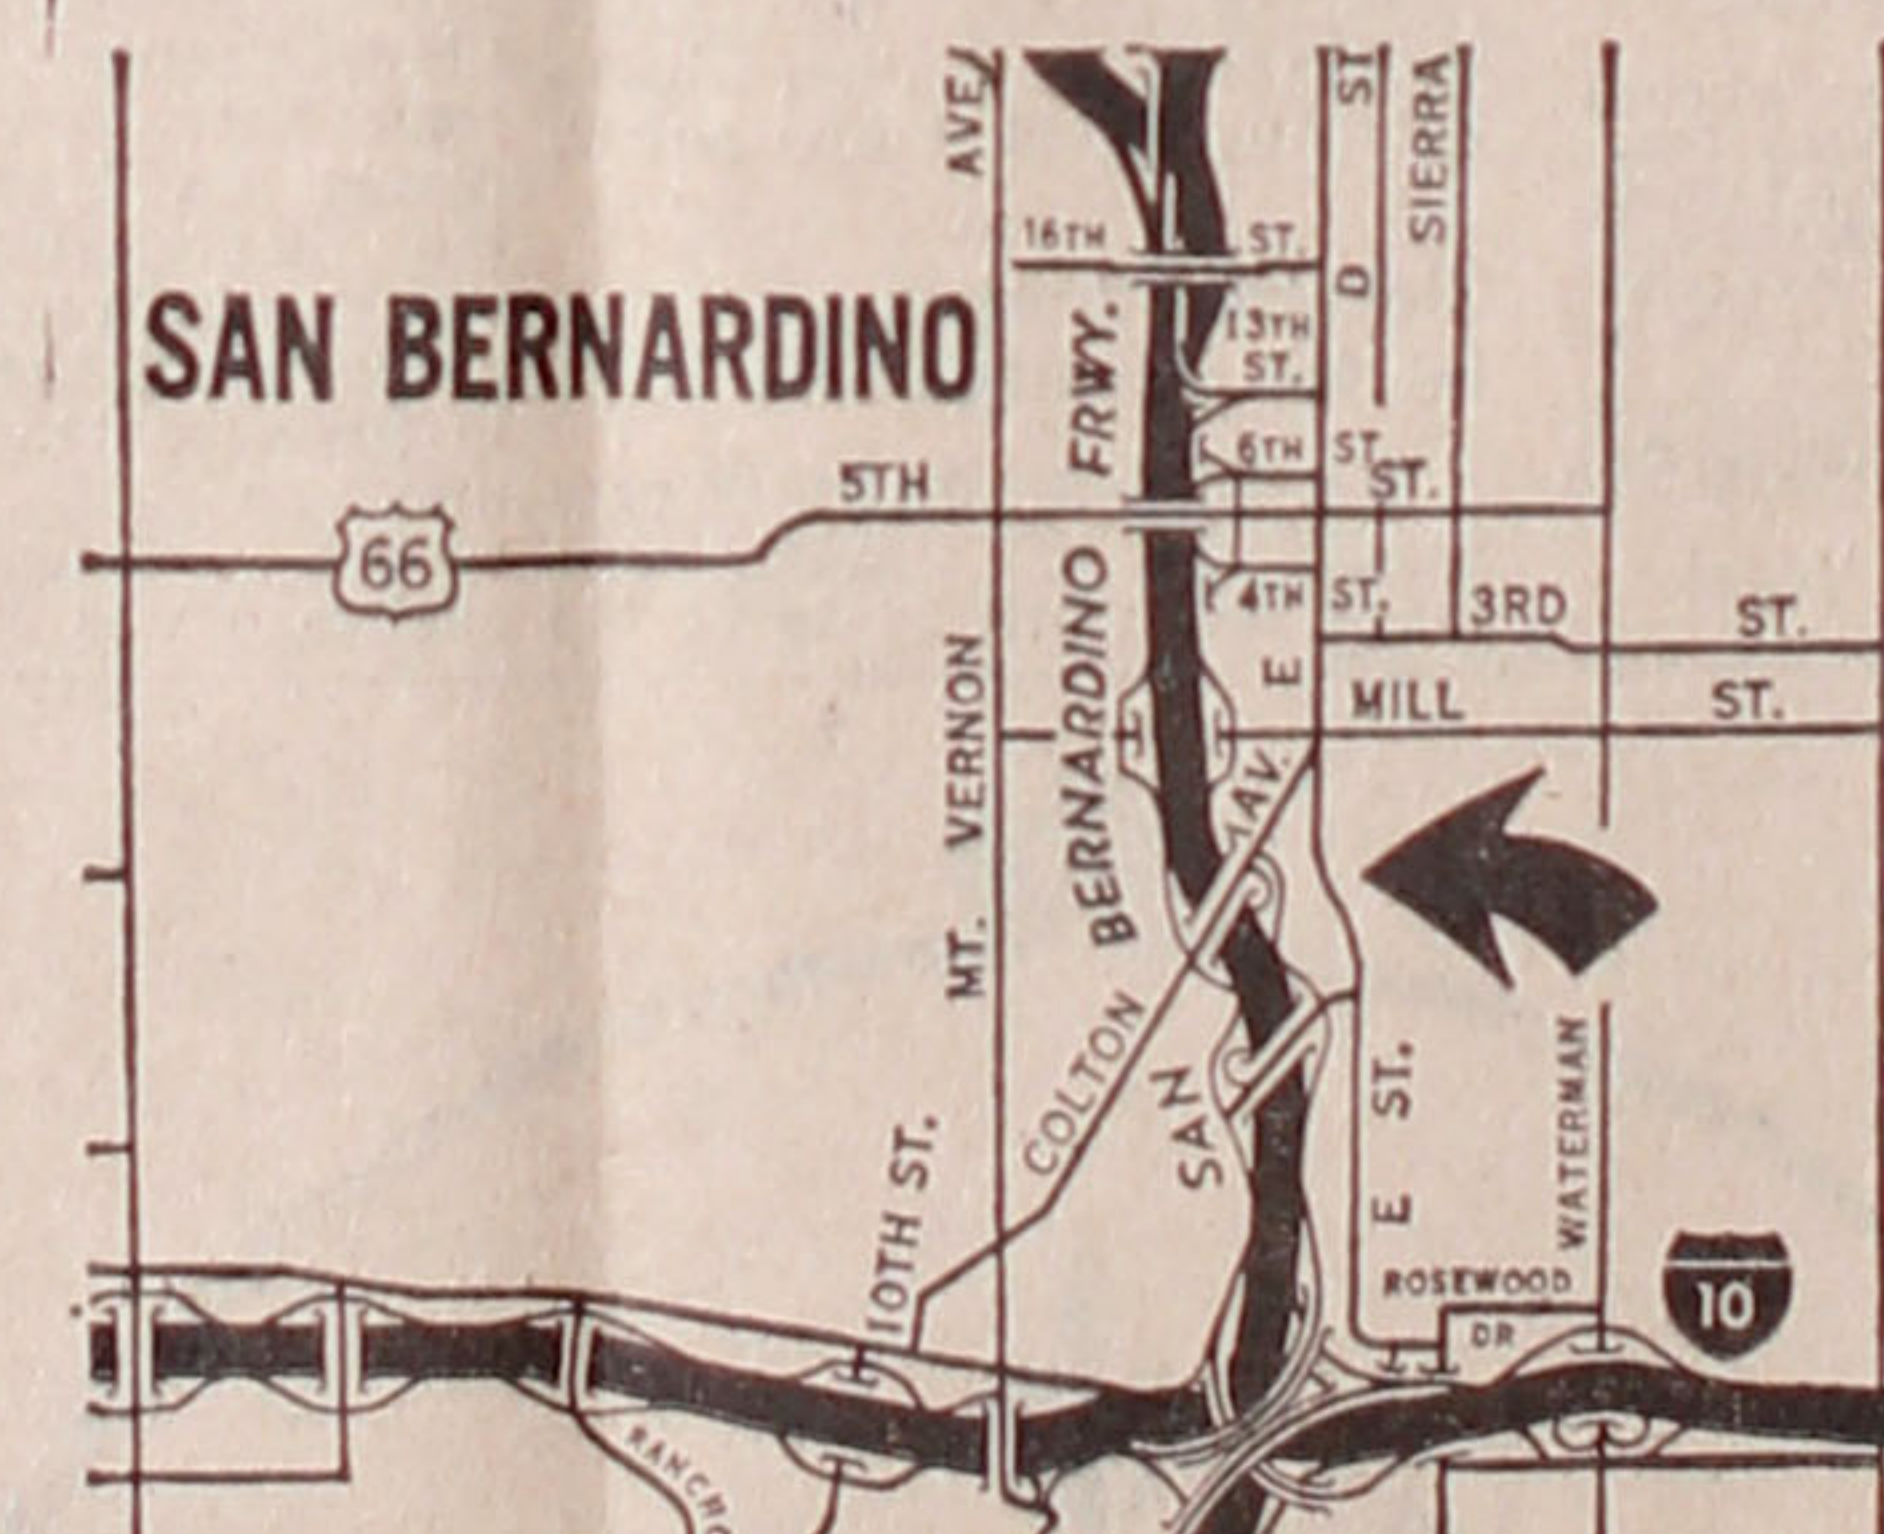 AVE
ST
SIERRA
16TH ST.
D
SAN BERNARDINO
13TH
ST.
FRWY.
6TH ST.
5TH ST.
66
BERNARDINO
4TH ST.
3RD ST.
E
MILL ST.
MT. VERNON
AV.
COLTON
SAN
E ST.
WATERMAN
10TH ST.
ROSEWOOD
DR
10
RANCHO